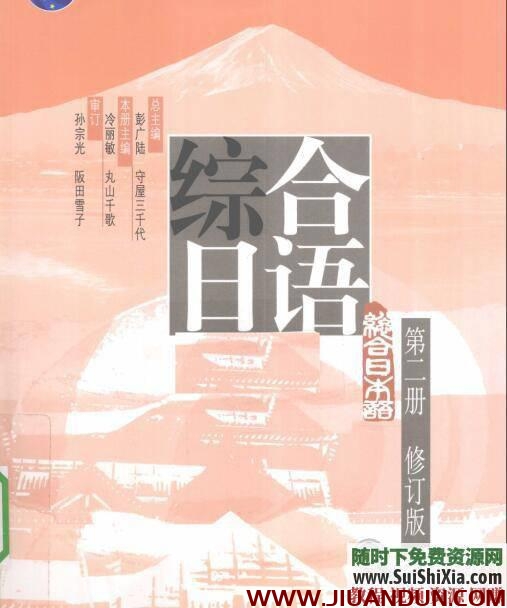 总主编
彭广陆 守屋三千代
本册主编
冷丽敏 丸山千歌
审订
孙宗光 阪田雪子
综合
日语
総合日本語
第二册 修订版
随时下免费资源网
www.SuiShiXia.com
WWW.JIUANDUN.COM